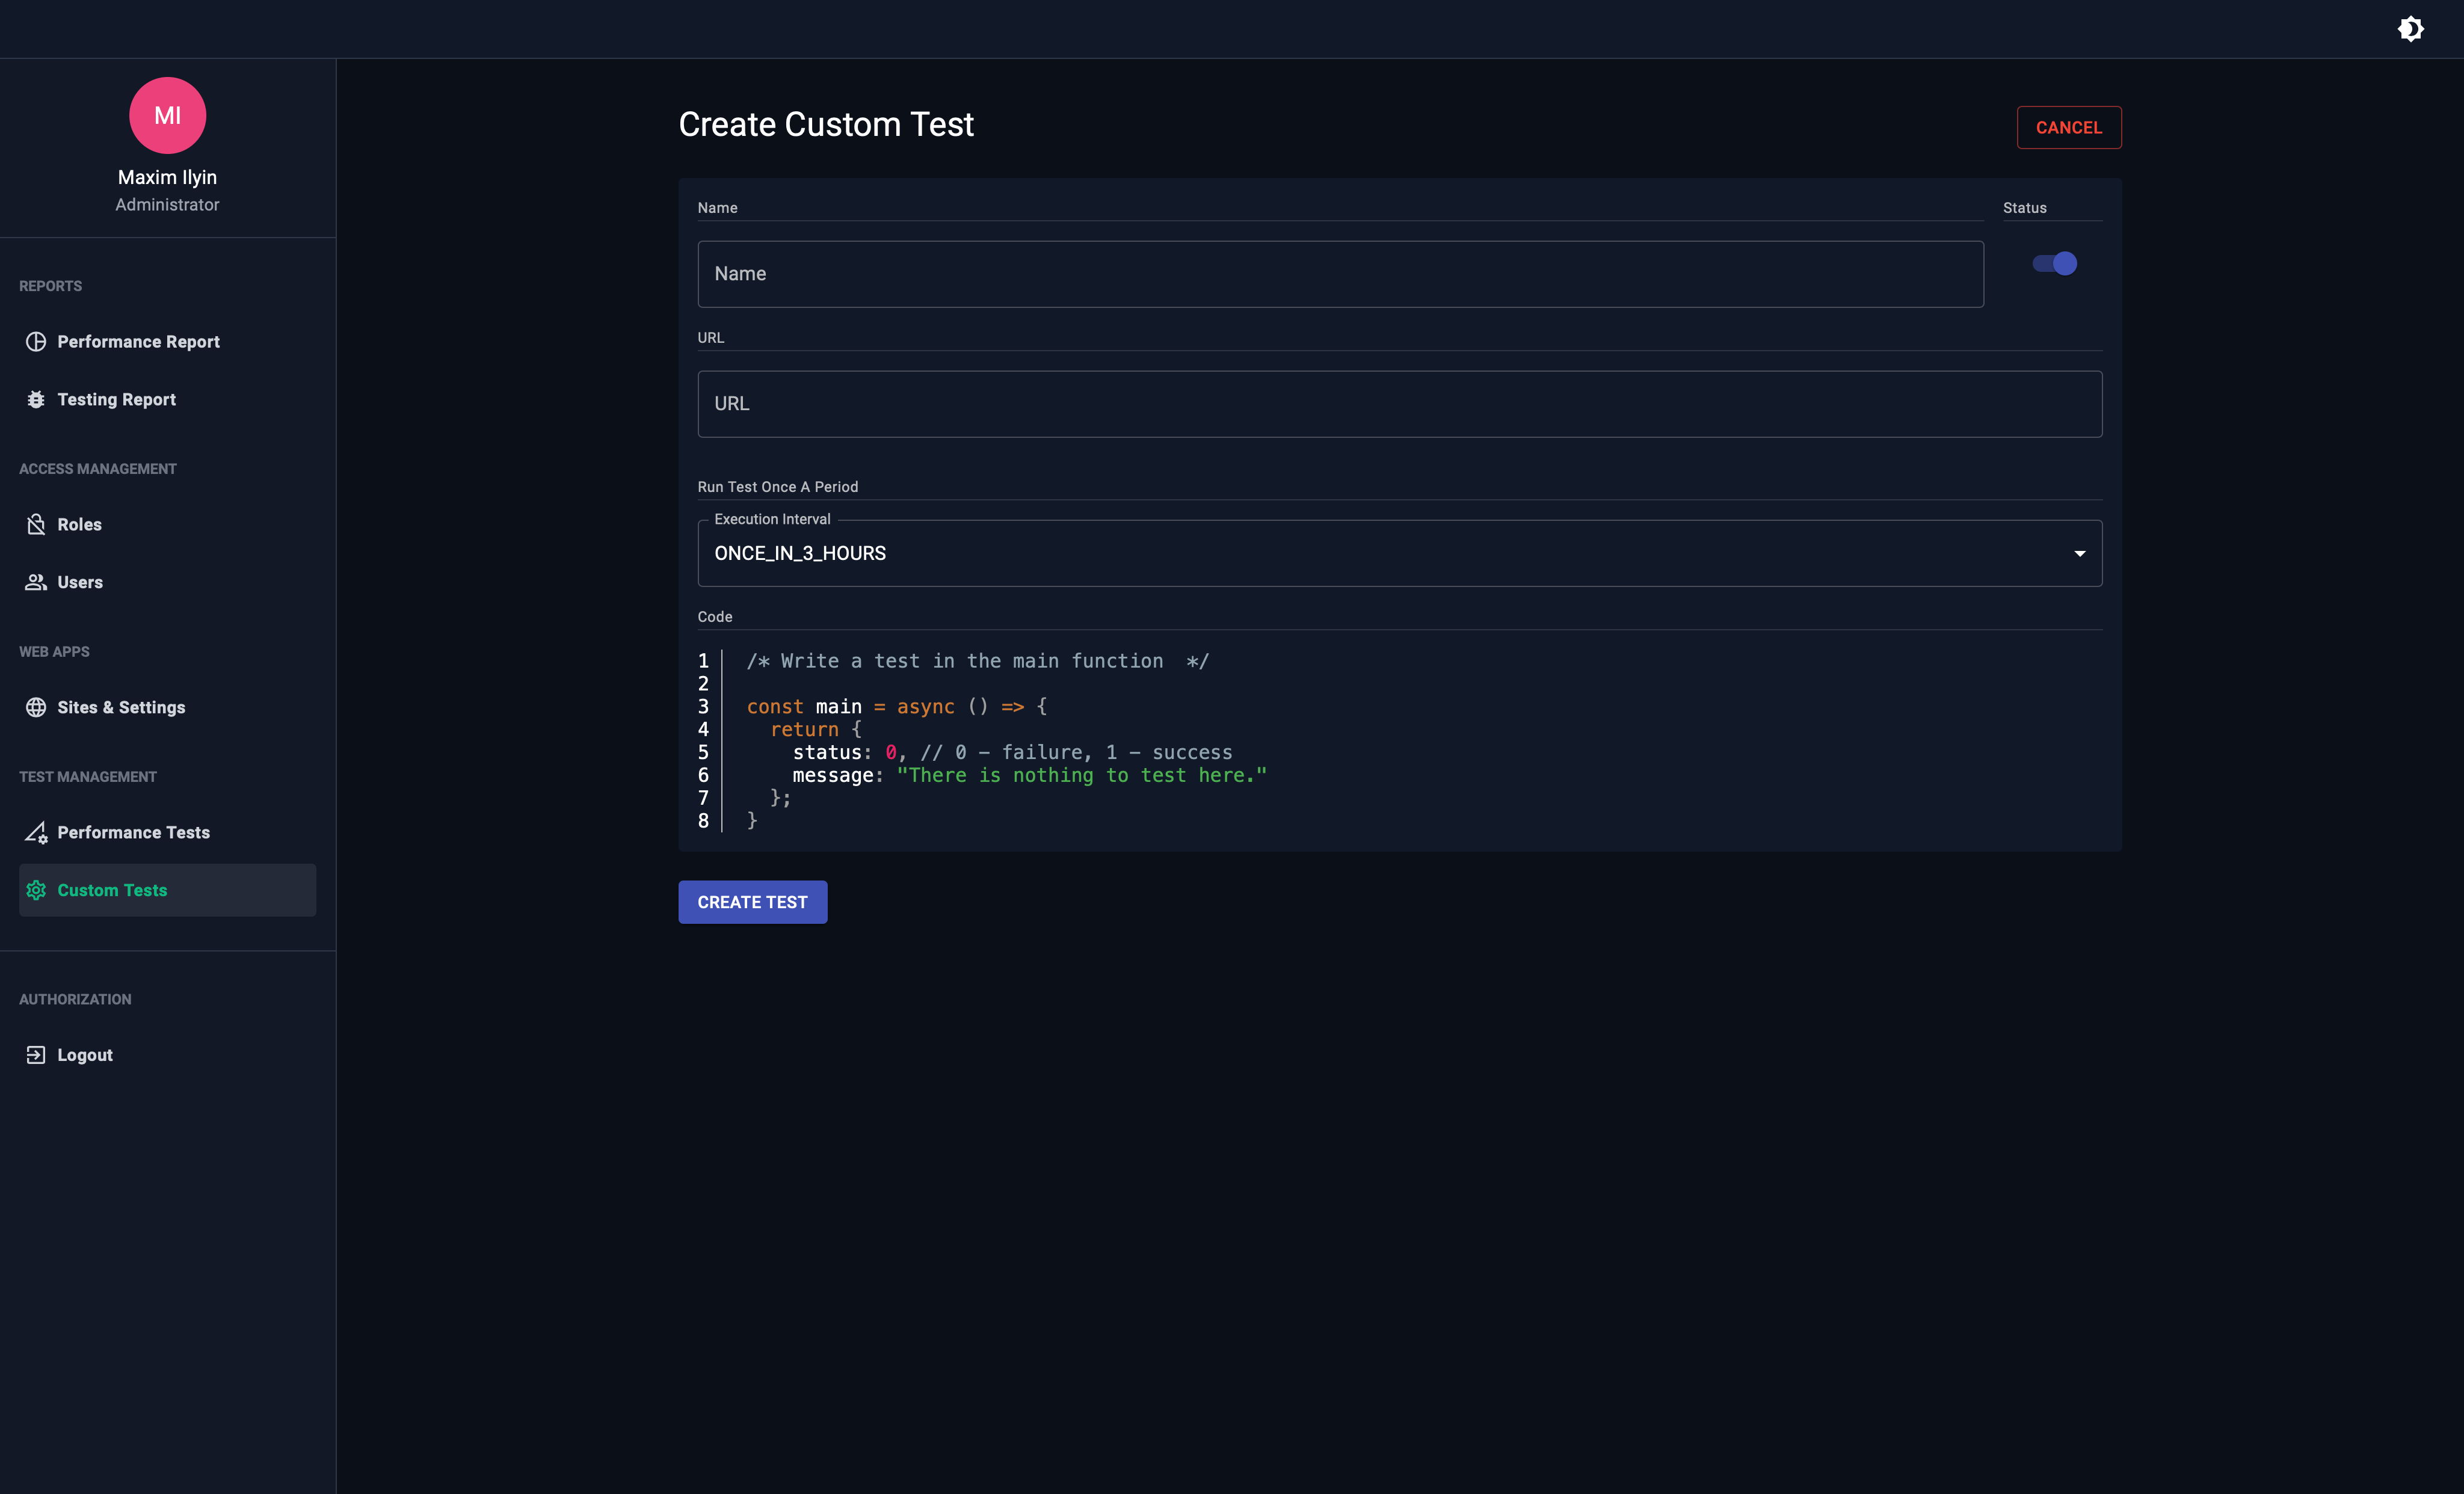 MI
Maxim Ilyin
Administrator
REPORTS
Performance Report
Testing Report
ACCESS MANAGEMENT
Roles
Users
WEB APPS
Sites & Settings
TEST MANAGEMENT
Performance Tests
Custom Tests
AUTHORIZATION
Logout
Create Custom Test
CANCEL
Name
Status
Name
URL
URL
Run Test Once A Period
Execution Interval
ONCE_IN_3_HOURS
Code
1 /* Write a test in the main function  */
2
3 const main = async () => {
4   return {
5     status: 0, // 0 - failure, 1 - success
6     message: "There is nothing to test here."
7   };
8 }
CREATE TEST